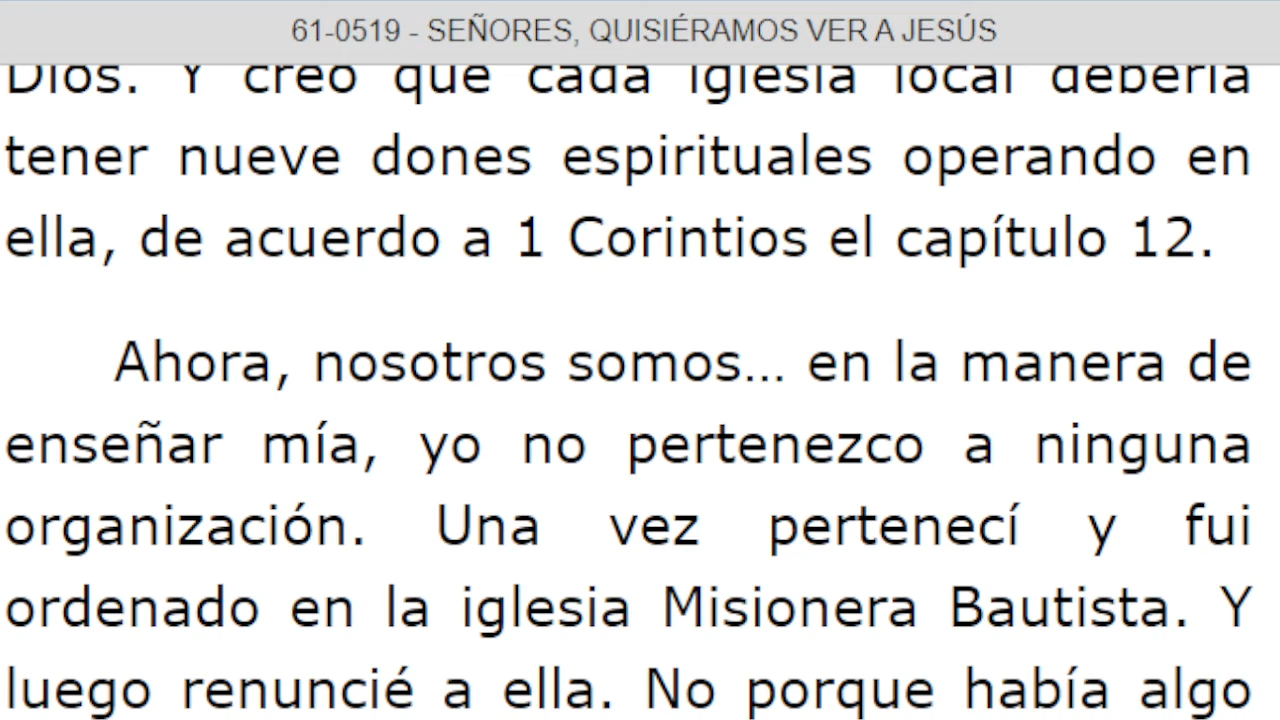 61-0519 - SEÑORES, QUISIÉRAMOS VER A JESÚS
Dios. Y creo que cada iglesia local debería
tener nueve dones espirituales operando en
ella, de acuerdo a 1 Corintios el capítulo 12.
Ahora, nosotros somos... en la manera de
enseñar mía, yo no pertenezco a ninguna
organización. Una vez pertenecí y fui
ordenado en la iglesia Misionera Bautista. Y
luego renuncié a ella. No porque había algo